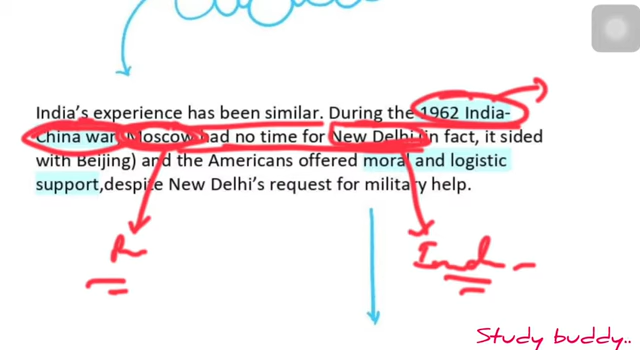 India's experience has been similar. During the 1962 India-
China war Moscow had no time for New Delhi (in fact, it sided
with Beijing) and the Americans offered moral and logistic
support,despite New Delhi's request for military help.
R
Ind
Study buddy..